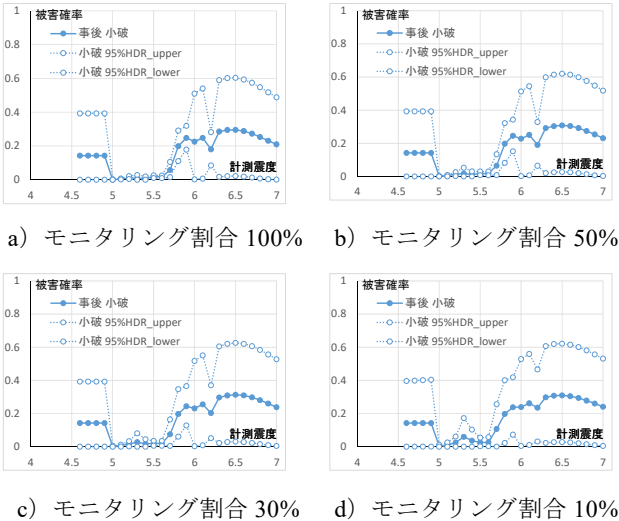 被害確率
1
0.8
0.6
0.4
0.2
0
事後 小破
小破 95%HDR_upper
小破 95%HDR_lower
計測震度
4 4.5 5 5.5 6 6.5 7
a）モニタリング割合 100%
被害確率
1
0.8
0.6
0.4
0.2
0
事後 小破
小破 95%HDR_upper
小破 95%HDR_lower
計測震度
4 4.5 5 5.5 6 6.5 7
b）モニタリング割合 50%
被害確率
1
0.8
0.6
0.4
0.2
0
事後 小破
小破 95%HDR_upper
小破 95%HDR_lower
計測震度
4 4.5 5 5.5 6 6.5 7
c）モニタリング割合 30%
被害確率
1
0.8
0.6
0.4
0.2
0
事後 小破
小破 95%HDR_upper
小破 95%HDR_lower
計測震度
4 4.5 5 5.5 6 6.5 7
d）モニタリング割合 10%